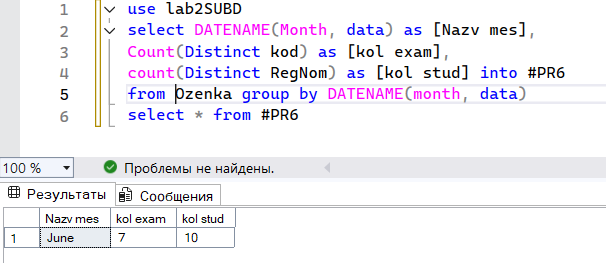 1 use lab2SUBD
2 select DATENAME(Month, data) as [Nazv mes],
3 Count(Distinct kod) as [kol exam],
4 count(Distinct RegNom) as [kol stud] into #PR6
5 from Ozenka group by DATENAME(month, data)
6 select * from #PR6
100 % Проблемы не найдены.
Результаты Сообщения
Nazv mes kol exam kol stud
1 June 7 10